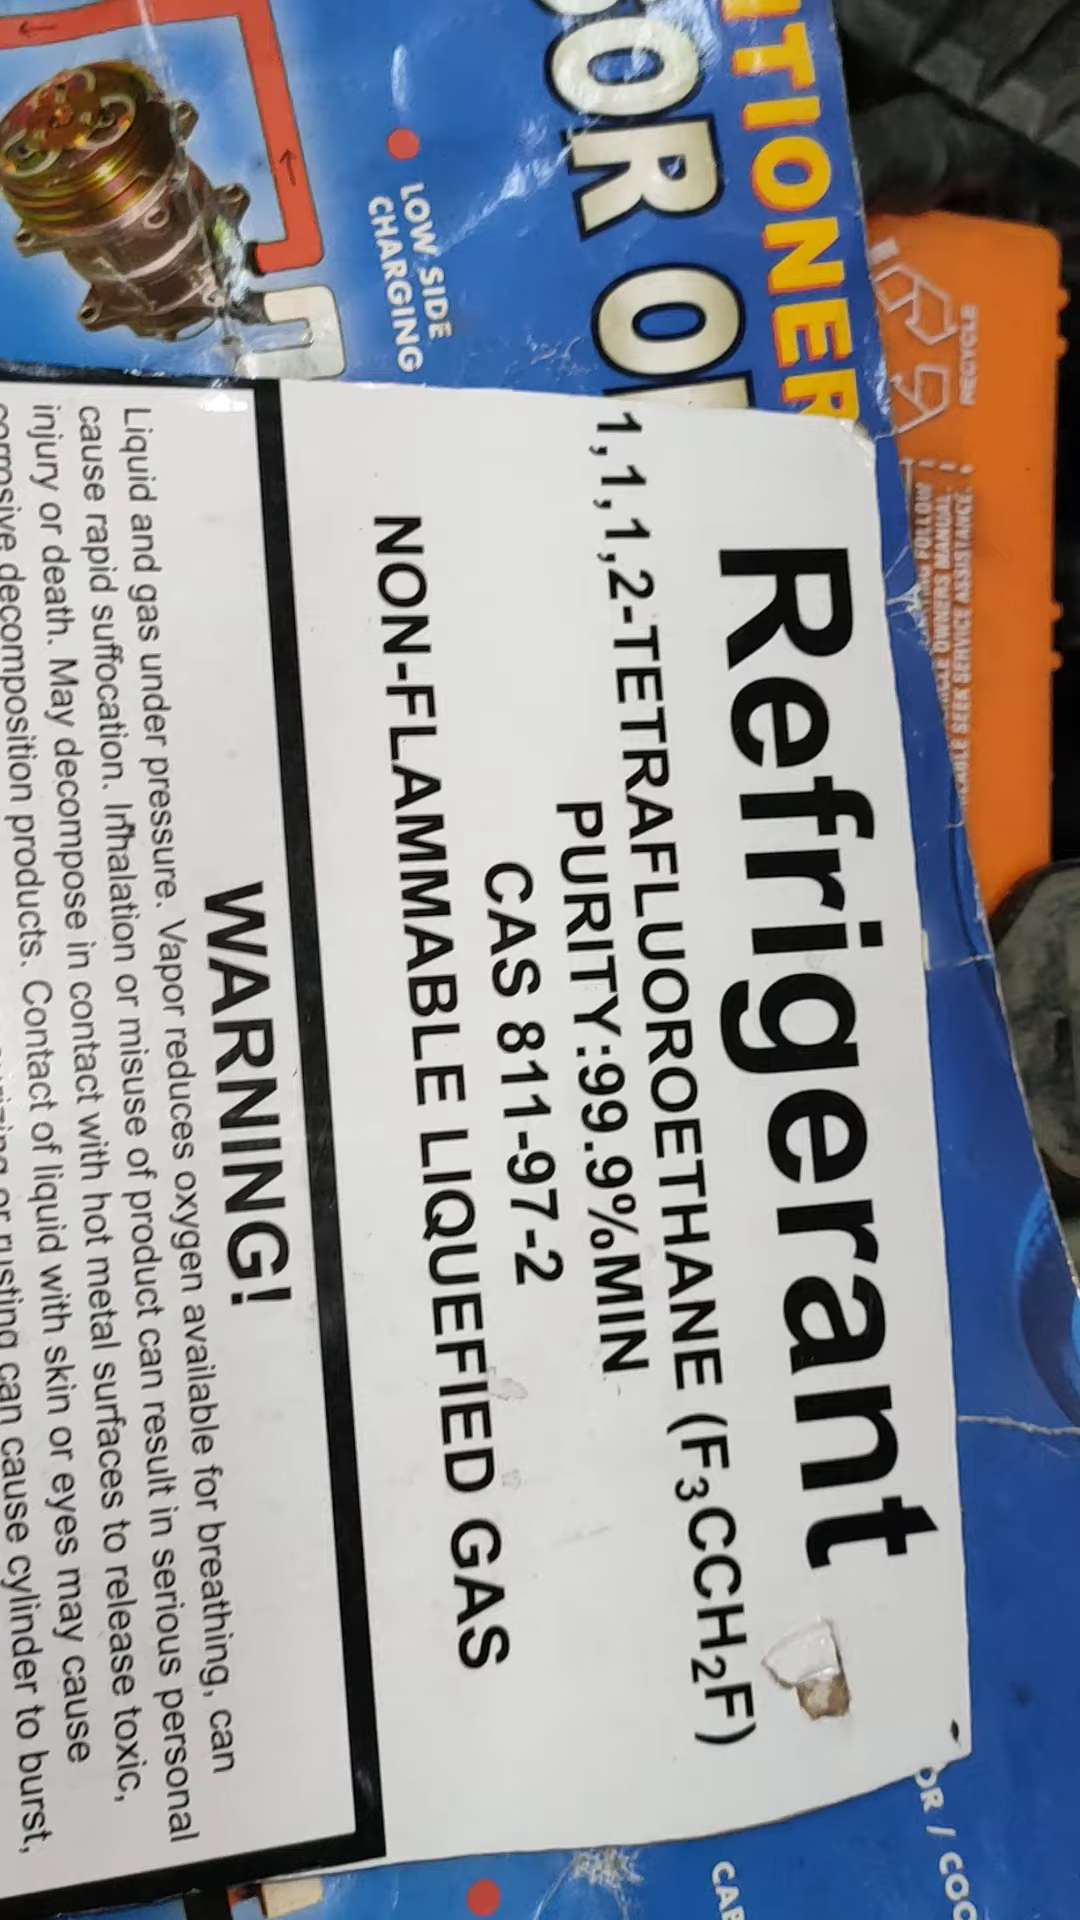 TIONER
SOR O
LOW SIDE
CHARGING
RECYCLE
Refrigerant
1,1,1,2-TETRAFLUOROETHANE (F₃CCH₂F)
PURITY:99.9%MIN
CAS 811-97-2
NON-FLAMMABLE LIQUEFIED GAS
WARNING!
Liquid and gas under pressure. Vapor reduces oxygen available for breathing, can
cause rapid suffocation. Inhalation or misuse of product can result in serious personal
injury or death. May decompose in contact with hot metal surfaces to release toxic,
corrosive decomposition products. Contact of liquid with skin or eyes may cause
or rusting can cause cylinder to burst,
OR / COO
CAB